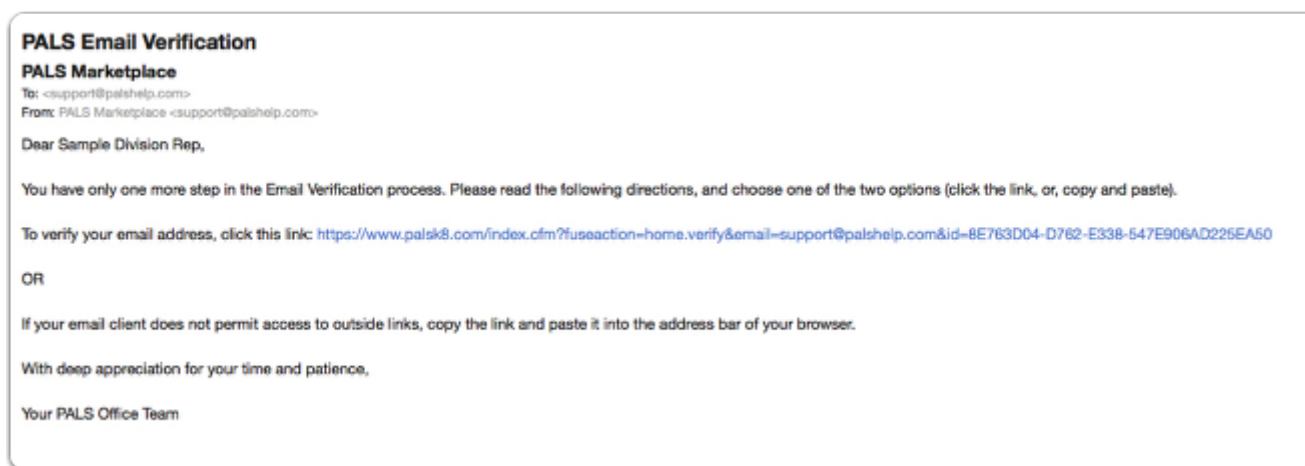 PALS Email Verification
PALS Marketplace
To: <support@palshelp.com>
From: PALS Marketplace <support@palshelp.com>
Dear Sample Division Rep,
You have only one more step in the Email Verification process. Please read the following directions, and choose one of the two options (click the link, or, copy and paste).
To verify your email address, click this link: https://www.palsk8.com/index.cfm?fuseaction=home.verify&email=support@palshelp.com&id=8E763D04-D762-E338-547E906AD225EA50
OR
If your email client does not permit access to outside links, copy the link and paste it into the address bar of your browser.
With deep appreciation for your time and patience,
Your PALS Office Team